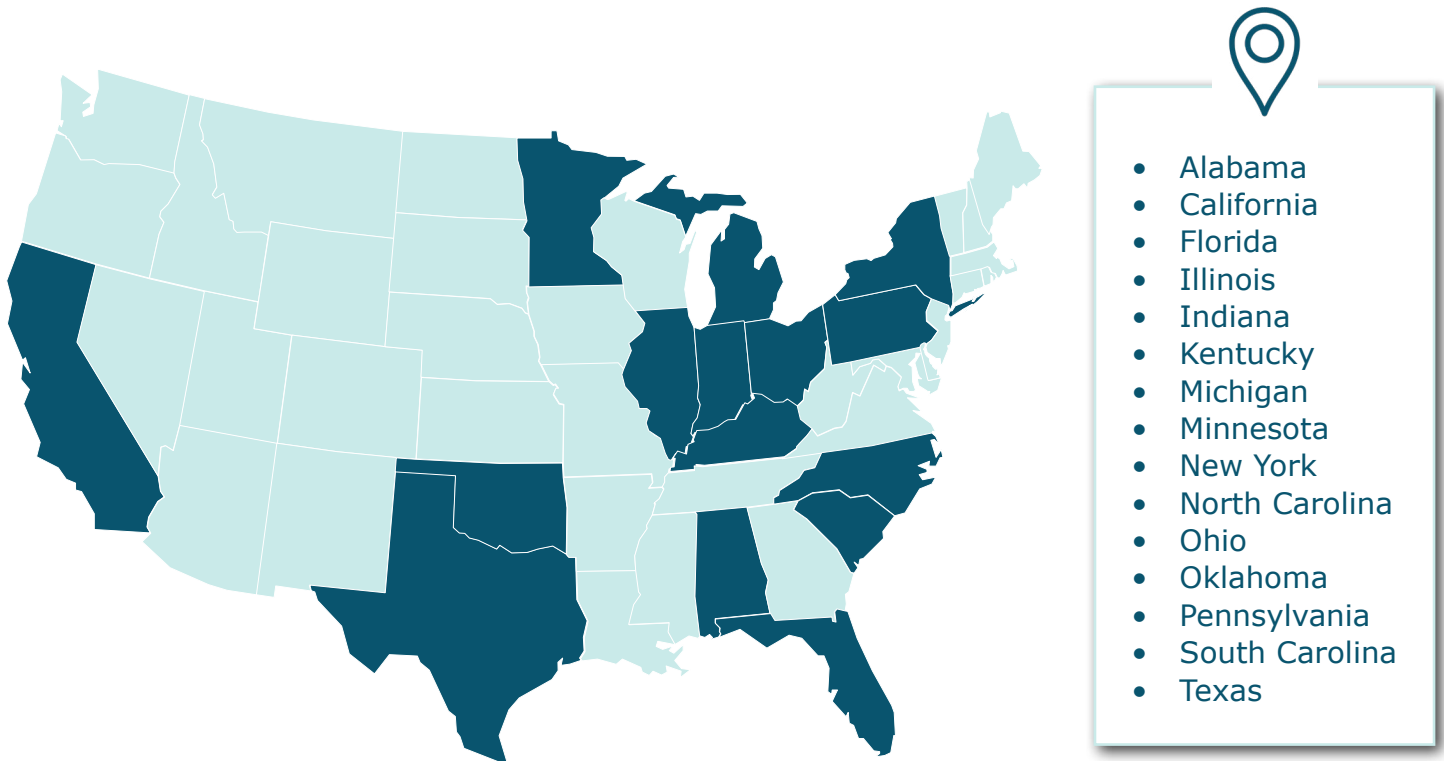 • Alabama
• California
• Florida
• Illinois
• Indiana
• Kentucky
• Michigan
• Minnesota
• New York
• North Carolina
• Ohio
• Oklahoma
• Pennsylvania
• South Carolina
• Texas